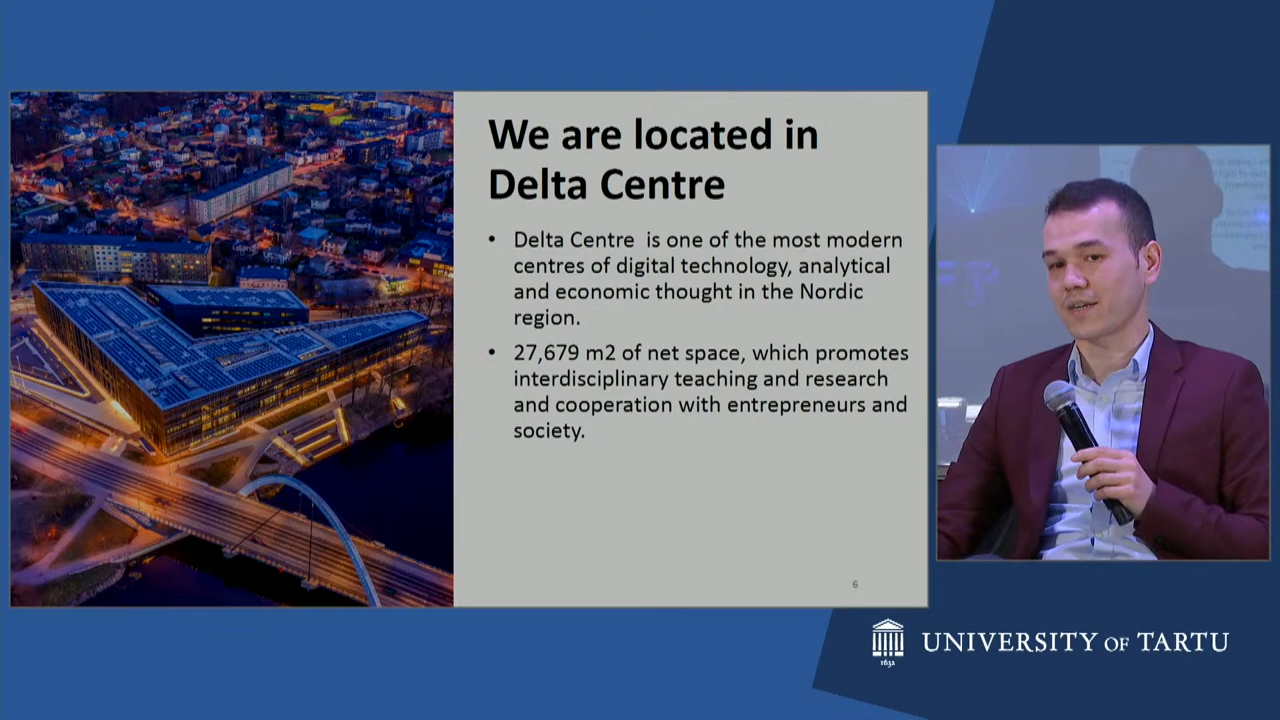 We are located in
Delta Centre
• Delta Centre  is one of the most modern
centres of digital technology, analytical
and economic thought in the Nordic
region.
• 27,679 m2 of net space, which promotes
interdisciplinary teaching and research
and cooperation with entrepreneurs and
society.
6
1632
UNIVERSITY OF TARTU